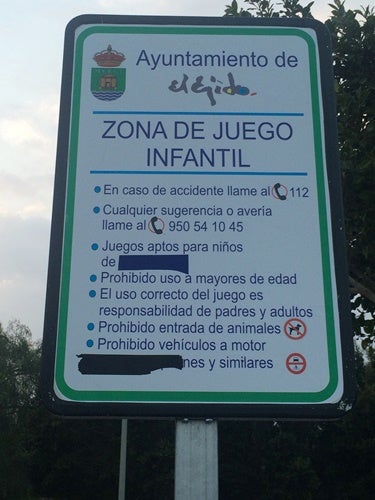 Ayuntamiento de
el Ejido.
ZONA DE JUEGO
INFANTIL
• En caso de accidente llame al 112
• Cualquier sugerencia o avería
llame al 950 54 10 45
• Juegos aptos para niños
de
• Prohibido uso a mayores de edad
• El uso correcto del juego es
responsabilidad de padres y adultos
• Prohibido entrada de animales
• Prohibido vehículos a motor
nes y similares